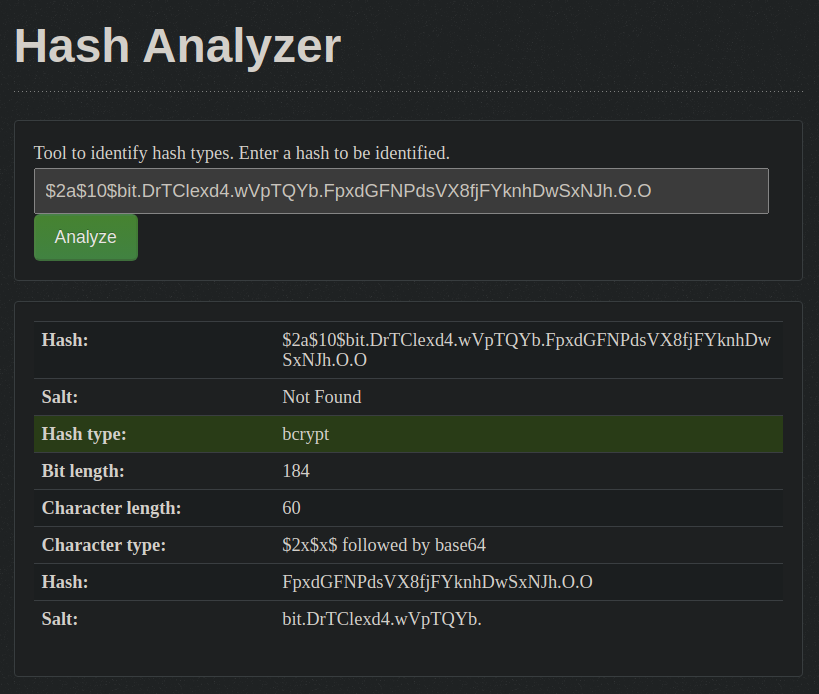 Hash Analyzer
Tool to identify hash types. Enter a hash to be identified.
$2a$10$bit.DrTClexd4.wVpTQYb.FpxdGFNPdsVX8fjFYknhDwSxNJh.O.O
Analyze
Hash: $2a$10$bit.DrTClexd4.wVpTQYb.FpxdGFNPdsVX8fjFYknhDw
SxNJh.O.O
Salt: Not Found
Hash type: bcrypt
Bit length: 184
Character length: 60
Character type: $2x$x$ followed by base64
Hash: FpxdGFNPdsVX8fjFYknhDwSxNJh.O.O
Salt: bit.DrTClexd4.wVpTQYb.